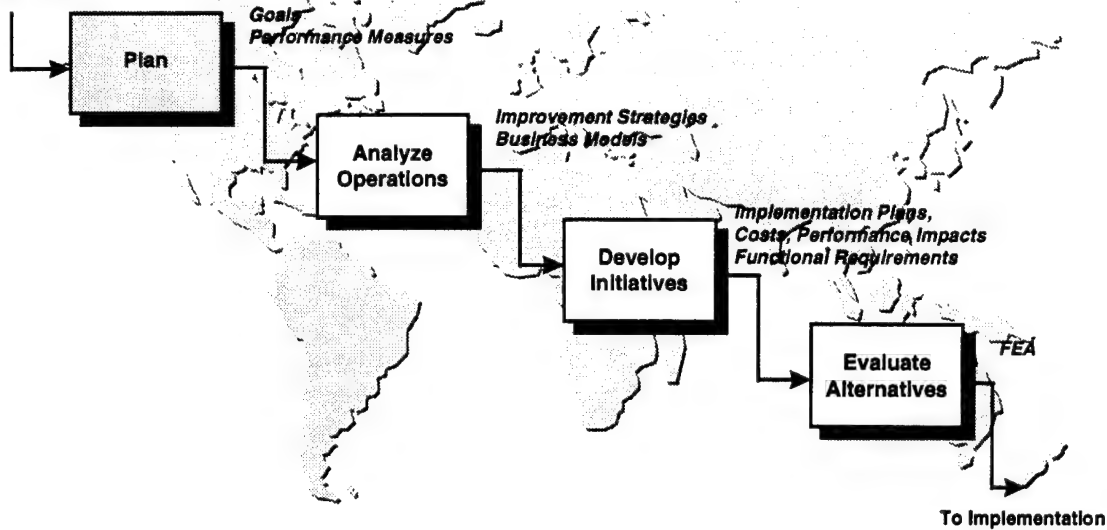 Goals
Performance Measures
Plan
Improvement Strategies
Business Models
Analyze
Operations
Implementation Plans,
Costs, Performance Impacts
Functional Requirements
Develop
Initiatives
FEA
Evaluate
Alternatives
To Implementation